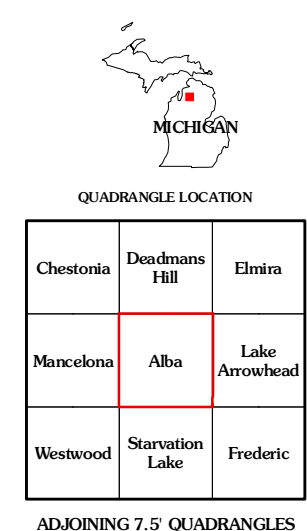 MICHIGAN
QUADRANGLE LOCATION
Chestonia
Deadmans
Hill
Elmira
Mancelona
Alba
Lake
Arrowhead
Westwood
Starvation
Lake
Frederic
ADJOINING 7.5' QUADRANGLES